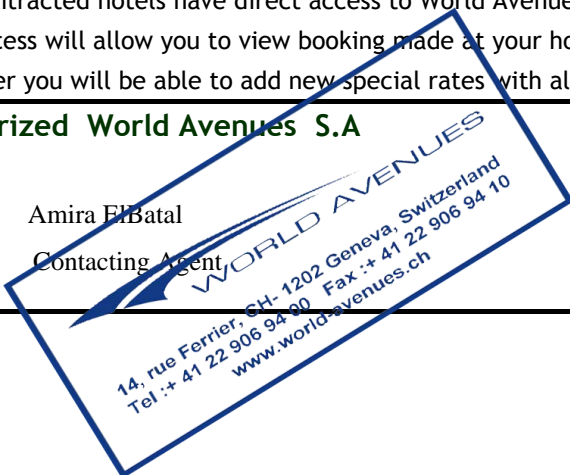 ntracted hotels have direct access to World Avenue
cess will allow you to view booking made at your ho
er you will be able to add new special rates with al
rized World Avenues S.A
Amira ElBatal
Contacting Agent
WORLD AVENUES
14, rue Ferrier, CH- 1202 Geneva, Switzerland
Tel :+ 41 22 906 94 00 Fax :+ 41 22 906 94 10
www.world-avenues.ch